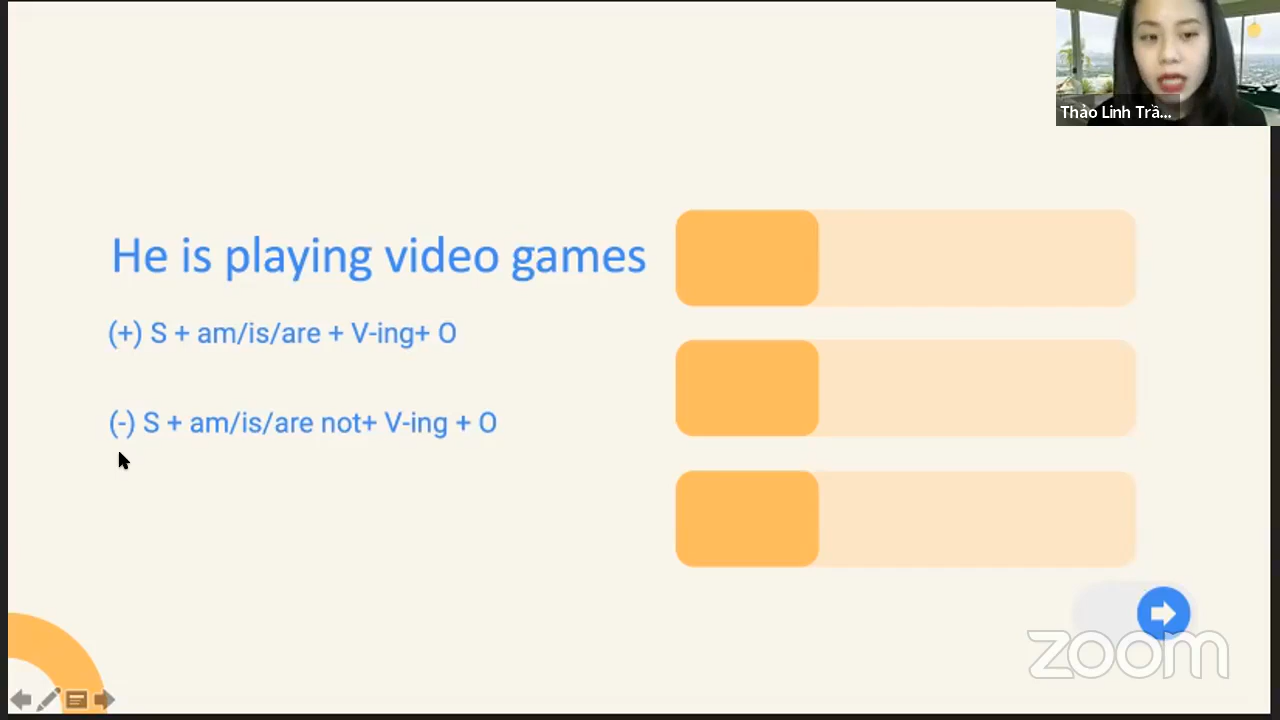 Thảo Linh Trầ...
He is playing video games
(+) S + am/is/are + V-ing+ O
(-) S + am/is/are not+ V-ing + O
zoom